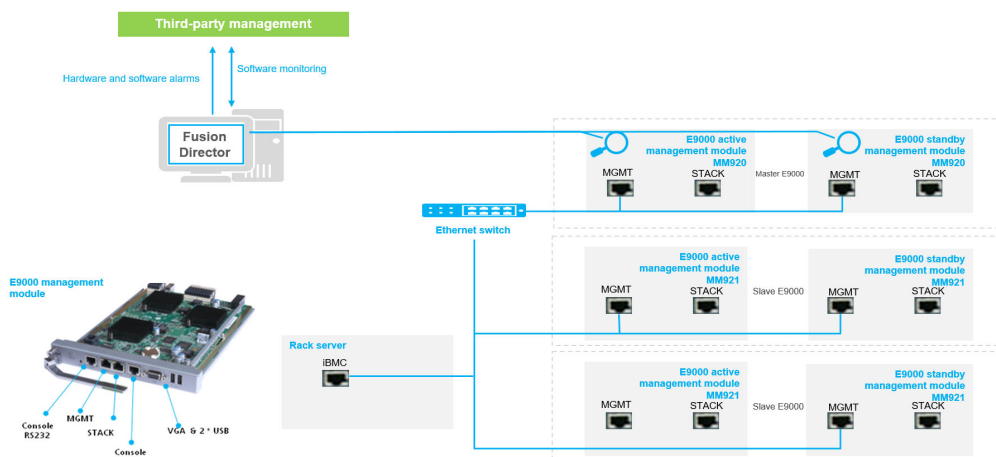 Third-party management
Hardware and software alarms
Software monitoring
Fusion
Director
E9000 active
management module
MM920
MGMT
STACK
Master E9000
E9000 standby
management module
MM920
MGMT
STACK
Ethernet switch
E9000 active
management module
MM921
MGMT
STACK
Slave E9000
E9000 standby
management module
MM921
MGMT
STACK
E9000 management
module
Console
RS232
MGMT
STACK
Console
VGA & 2 * USB
Rack server
iBMC
E9000 active
management module
MM921
MGMT
STACK
Slave E9000
E9000 standby
management module
MM921
MGMT
STACK